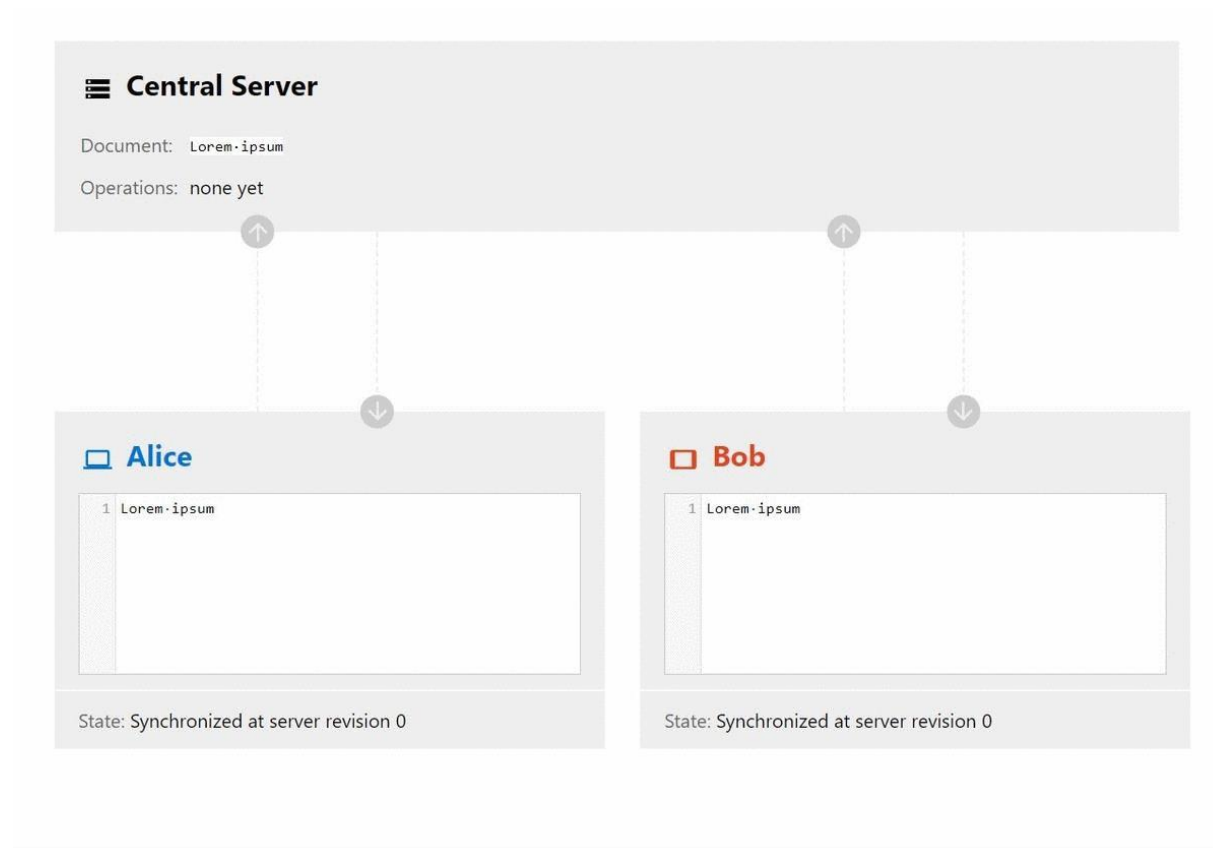 Central Server
Document: Lorem·ipsum
Operations: none yet
Alice
1 Lorem·ipsum
State: Synchronized at server revision 0
Bob
1 Lorem·ipsum
State: Synchronized at server revision 0